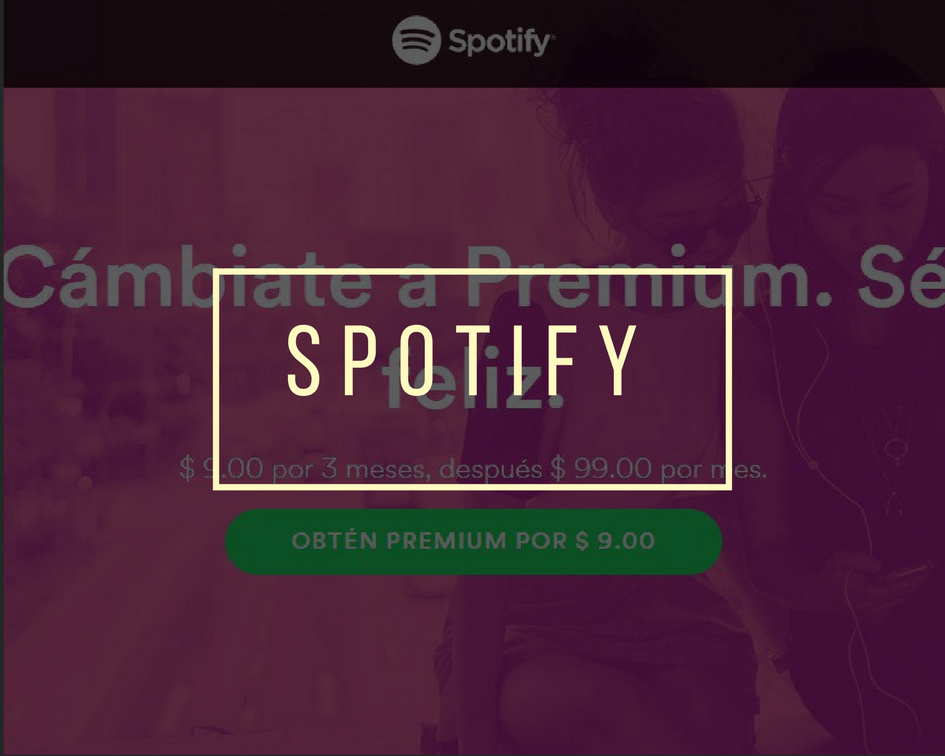 Spotify
Cámbiate a Premium. Sé
feliz.
SPOTIFY
$ 9.00 por 3 meses, después $ 99.00 por mes.
OBTÉN PREMIUM POR $ 9.00